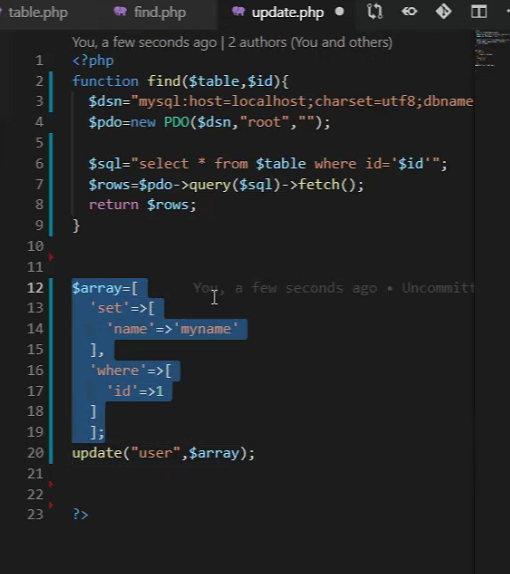 table.php find.php update.php
You, a few seconds ago | 2 authors (You and others)
1 <?php
2 function find($table,$id){
3 $dsn="mysql:host=localhost;charset=utf8;dbname
4 $pdo=new PDO($dsn,"root","");
5
6 $sql="select * from $table where id='$id'";
7 $rows=$pdo->query($sql)->fetch();
8 return $rows;
9 }
10
11
12 $array=[ You, a few seconds ago • Uncommitt
13 'set'=>[
14 'name'=>'myname'
15 ],
16 'where'=>[
17 'id'=>1
18 ]
19 ];
20 update("user",$array);
21
22
23 ?>